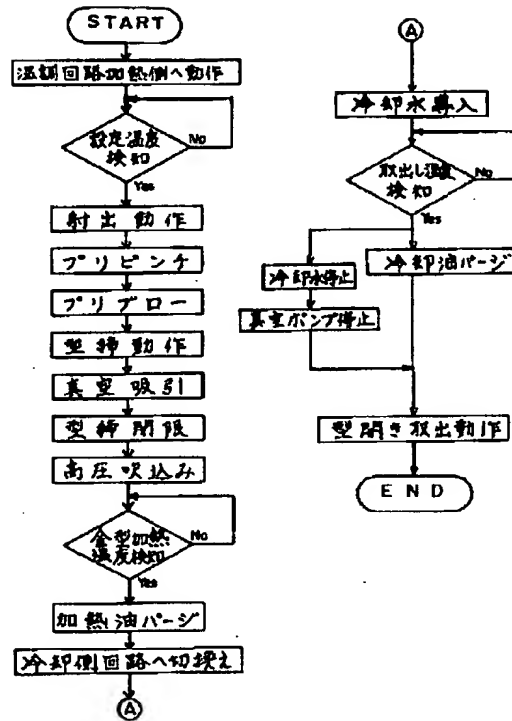 START
温調回路加熱側へ動作
設定温度
検知
No
Yes
射出動作
プリピンチ
プリブロー
型締動作
真空吸引
型締閉限
高圧吹込み
金型加熱
温度検知
No
Yes
加熱油パージ
冷却側回路へ切換え
A
A
冷却水導入
取出し温度
検知
No
Yes
冷却油パージ
冷却水停止
真空ポンプ停止
型開き取出動作
END